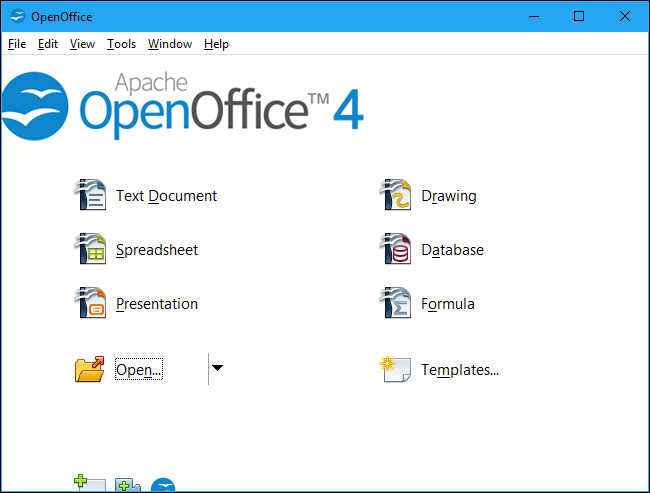 OpenOffice
File Edit View Tools Window Help
Apache
OpenOffice™ 4
Text Document
Drawing
Spreadsheet
Database
Presentation
Formula
Open...
Templates...